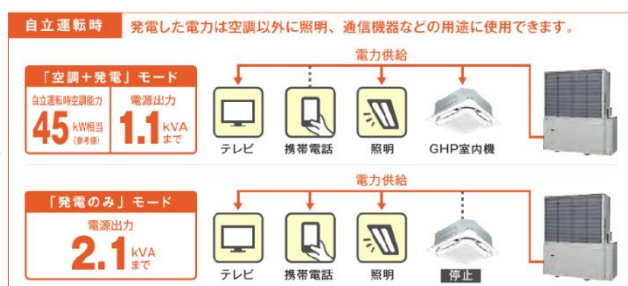 自立運転時 発電した電力は空調以外に照明、通信機器などの用途に使用できます。
電力供給
「空調+発電」モード
自立運転時空調能力
45 kW相当
(参考値)
電源出力
1.1 kVA
まで
テレビ 携帯電話 照明 GHP室内機
電力供給
「発電のみ」モード
電源出力
2.1 kVA
まで
テレビ 携帯電話 照明 停止